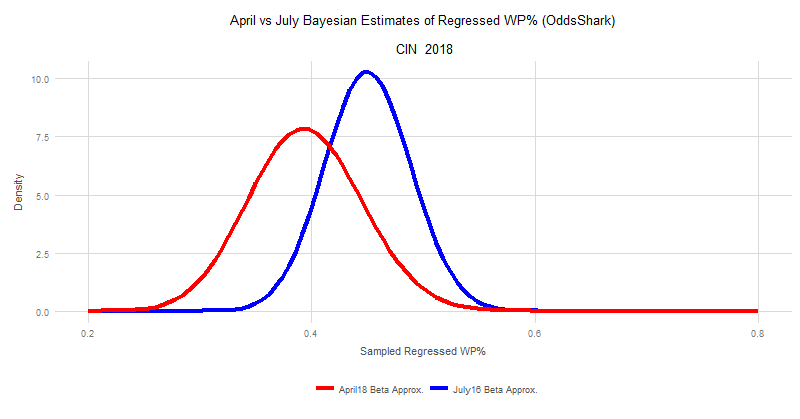 April vs July Bayesian Estimates of Regressed WP% (OddsShark)
CIN 2018
10.0
7.5
5.0
2.5
0.0
Density
0.2 0.4 0.6 0.8
Sampled Regressed WP%
April18 Beta Approx. July16 Beta Approx.